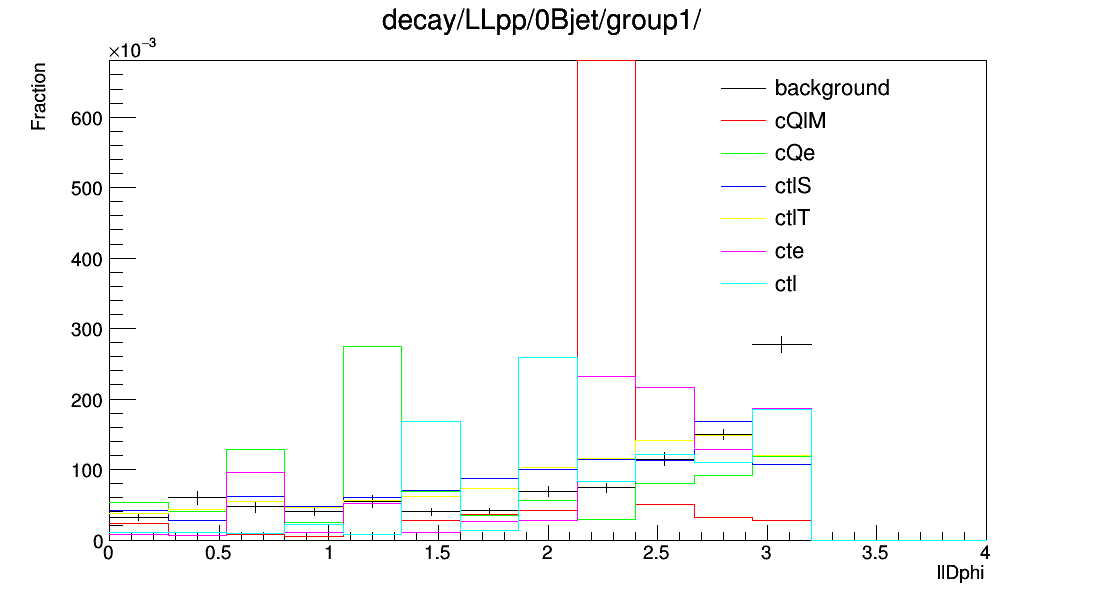 decay/LLpp/0Bjet/group1/
×10⁻³
Fraction
600
500
400
300
200
100
0
background
cQlM
cQe
ctlS
ctlT
cte
ctl
0 0.5 1 1.5 2 2.5 3 3.5 4
llDphi